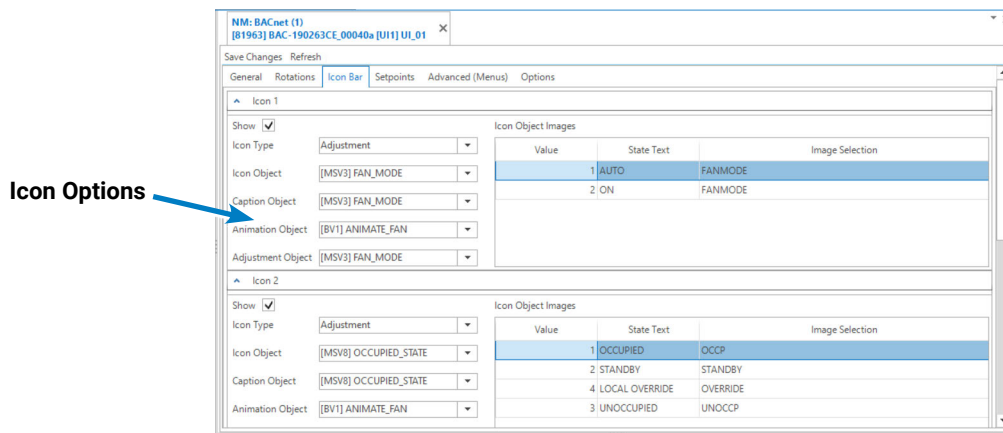 NM: BACnet (1)
[81963] BAC-190263CE_00040a [UI1] UI_01
Save Changes Refresh
General Rotations Icon Bar Setpoints Advanced (Menus) Options
Icon 1
Show
Icon Object Images
Icon Type Adjustment
Value State Text Image Selection
Icon Object [MSV3] FAN_MODE
1 AUTO FANMODE
2 ON FANMODE
Icon Options
Caption Object [MSV3] FAN_MODE
Animation Object [BV1] ANIMATE_FAN
Adjustment Object [MSV3] FAN_MODE
Icon 2
Show
Icon Object Images
Icon Type Adjustment
Value State Text Image Selection
Icon Object [MSV8] OCCUPIED_STATE
1 OCCUPIED OCCP
2 STANDBY STANDBY
Caption Object [MSV8] OCCUPIED_STATE
4 LOCAL OVERRIDE OVERRIDE
Animation Object [BV1] ANIMATE_FAN
3 UNOCCUPIED UNOCCP